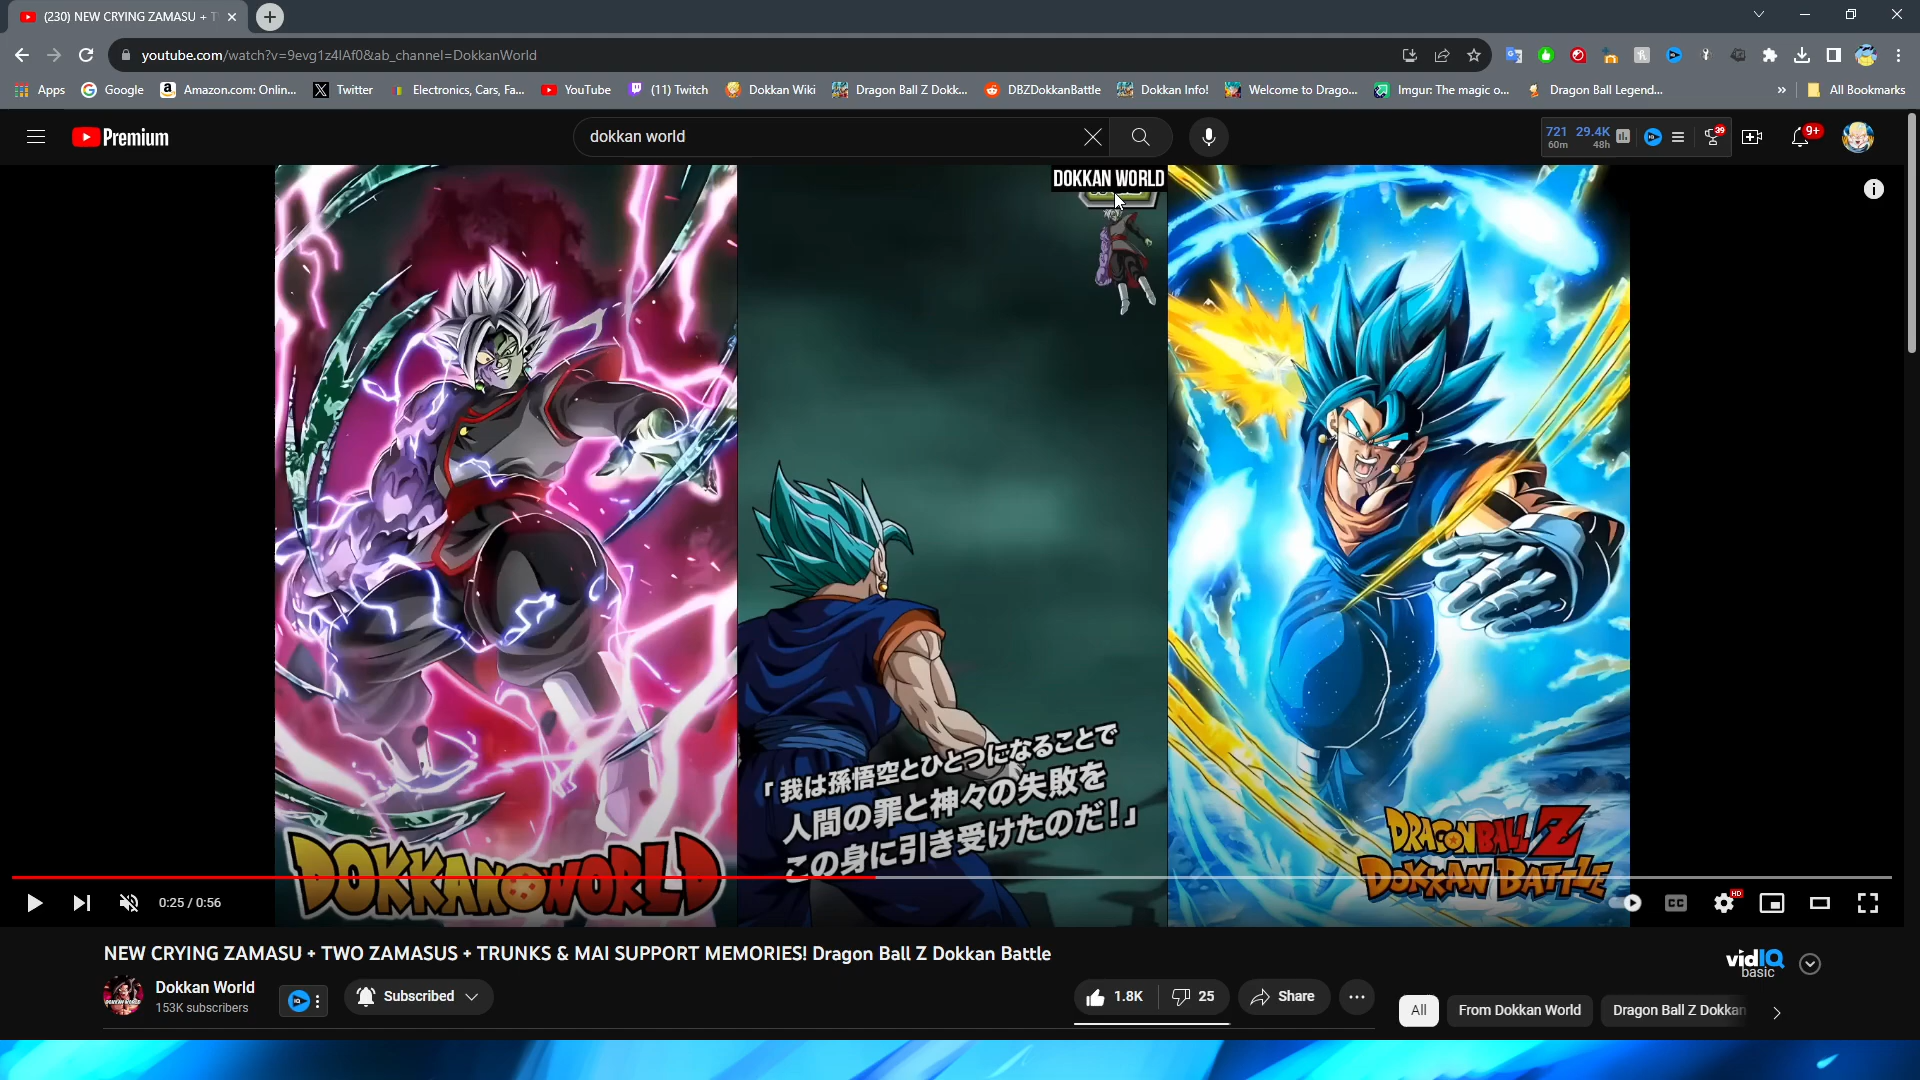 (230) NEW CRYING ZAMASU + T
youtube.com/watch?v=9evg1z4lAf0&ab_channel=DokkanWorld
Apps
Google
Amazon.com: Onlin...
Twitter
Electronics, Cars, Fa...
YouTube
(11) Twitch
Dokkan Wiki
Dragon Ball Z Dokk...
DBZDokkanBattle
Dokkan Info!
Welcome to Drago...
Imgur: The magic o...
Dragon Ball Legend...
»
All Bookmarks
Premium
dokkan world
721 60m
29.4K 48h
39
9+
DOKKAN WORLD
「我は孫悟空とひとつになることで
人間の罪と神々の失敗を
この身に引き受けたのだ!」
DOKKAN WORLD
DRAGONBALL Z
DOKKAN BATTLE
0:25 / 0:56
CC
HD
NEW CRYING ZAMASU + TWO ZAMASUS + TRUNKS & MAI SUPPORT MEMORIES! Dragon Ball Z Dokkan Battle
vidIQ
basic
Dokkan World
153K subscribers
Subscribed
1.8K
25
Share
All
From Dokkan World
Dragon Ball Z Dokkan